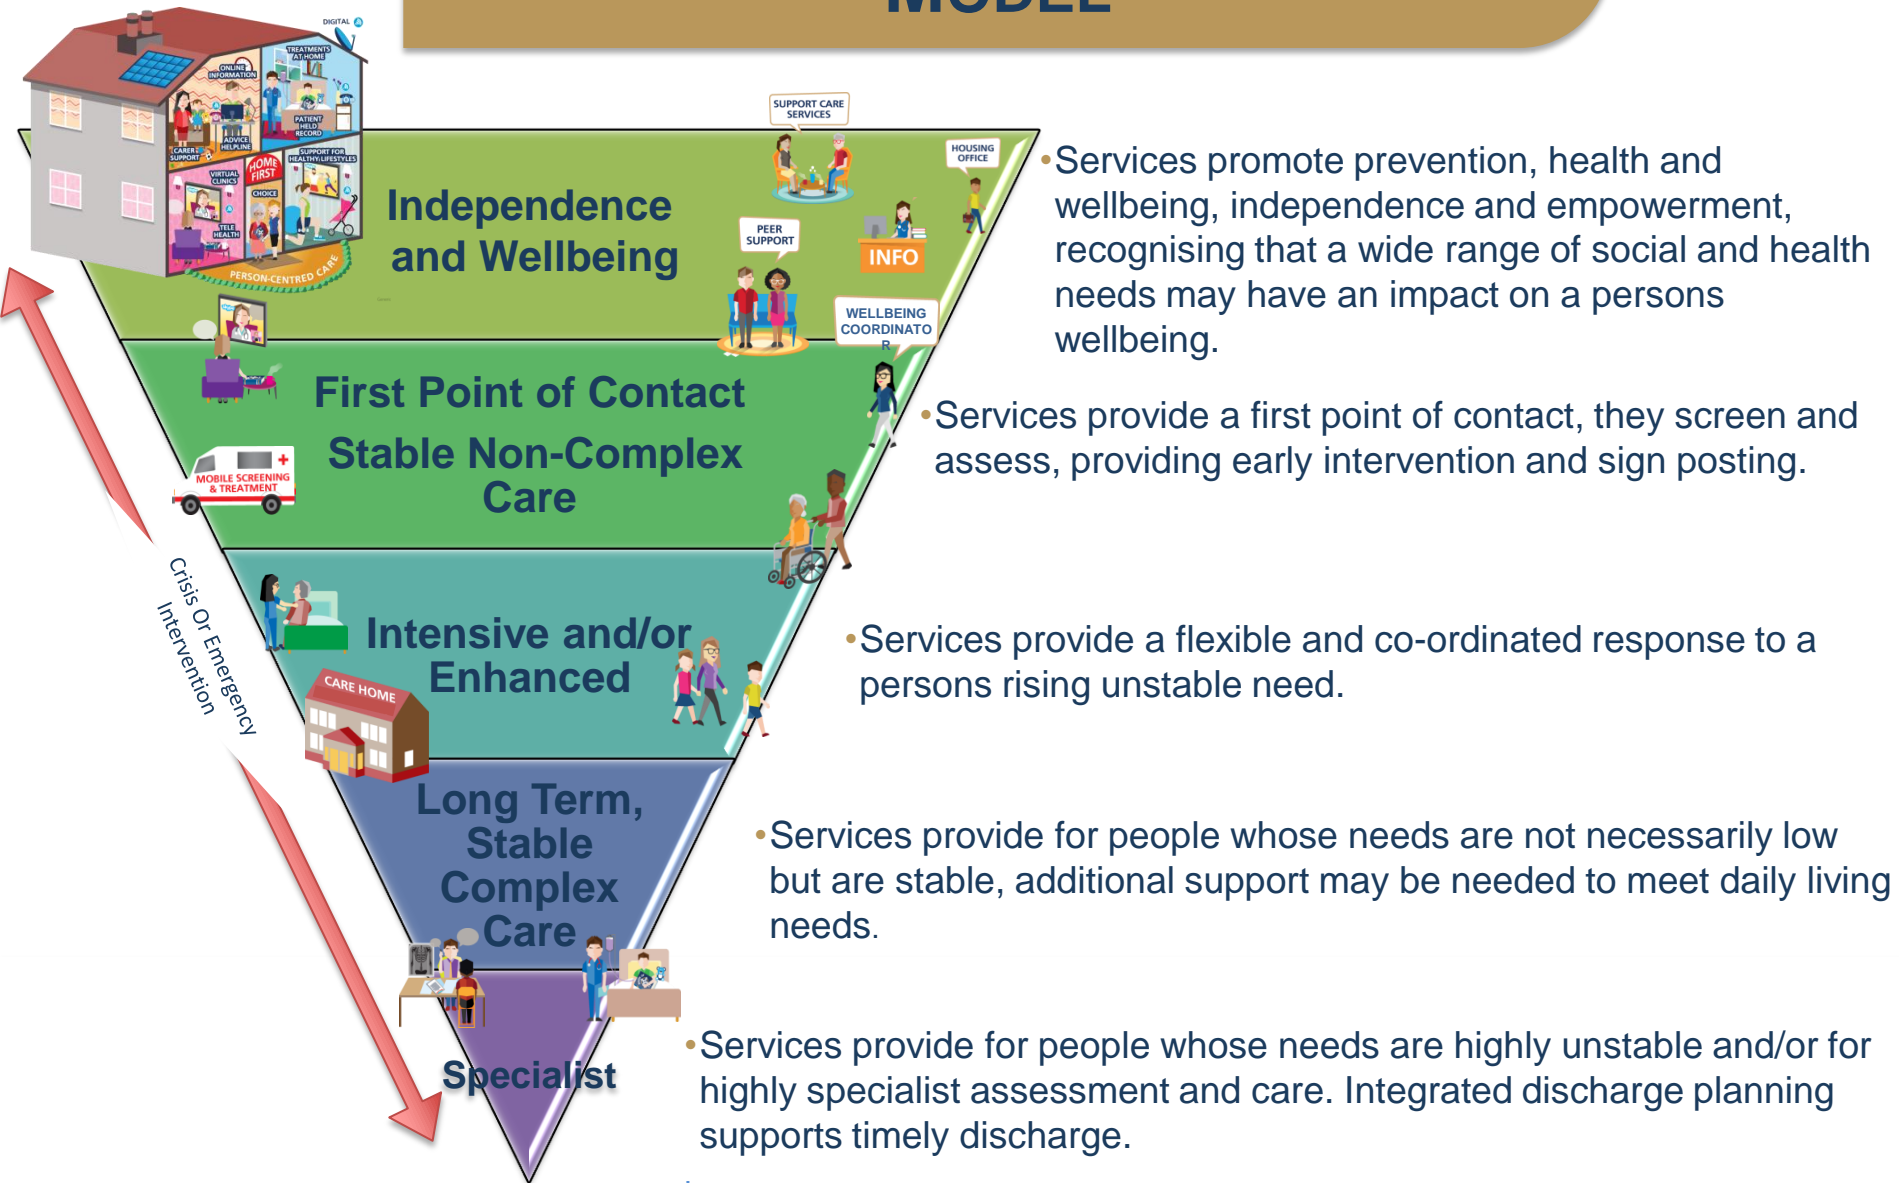 MODEL
DIGITAL
TREATMENTS
AT HOME
ONLINE
INFORMATION
PATIENT
HELD
RECORD
ADVICE
HELPLINE
CARER
SUPPORT
HOME
FIRST
SUPPORT FOR
HEALTHY LIFESTYLES
VIRTUAL
CLINICS
CHOICE
TELE
HEALTH
PERSON-CENTRED CARE
SUPPORT CARE
SERVICES
HOUSING
OFFICE
PEER
SUPPORT
INFO
WELLBEING
COORDINATO
R
Independence
and Wellbeing
•Services promote prevention, health and
wellbeing, independence and empowerment,
recognising that a wide range of social and health
needs may have an impact on a persons
wellbeing.
First Point of Contact
Stable Non-Complex
Care
MOBILE SCREENING
& TREATMENT
•Services provide a first point of contact, they screen and
assess, providing early intervention and sign posting.
Crisis Or Emergency
Intervention
Intensive and/or
Enhanced
CARE HOME
•Services provide a flexible and co-ordinated response to a
persons rising unstable need.
Long Term,
Stable
Complex
Care
•Services provide for people whose needs are not necessarily low
but are stable, additional support may be needed to meet daily living
needs.
Specialist
•Services provide for people whose needs are highly unstable and/or for
highly specialist assessment and care. Integrated discharge planning
supports timely discharge.